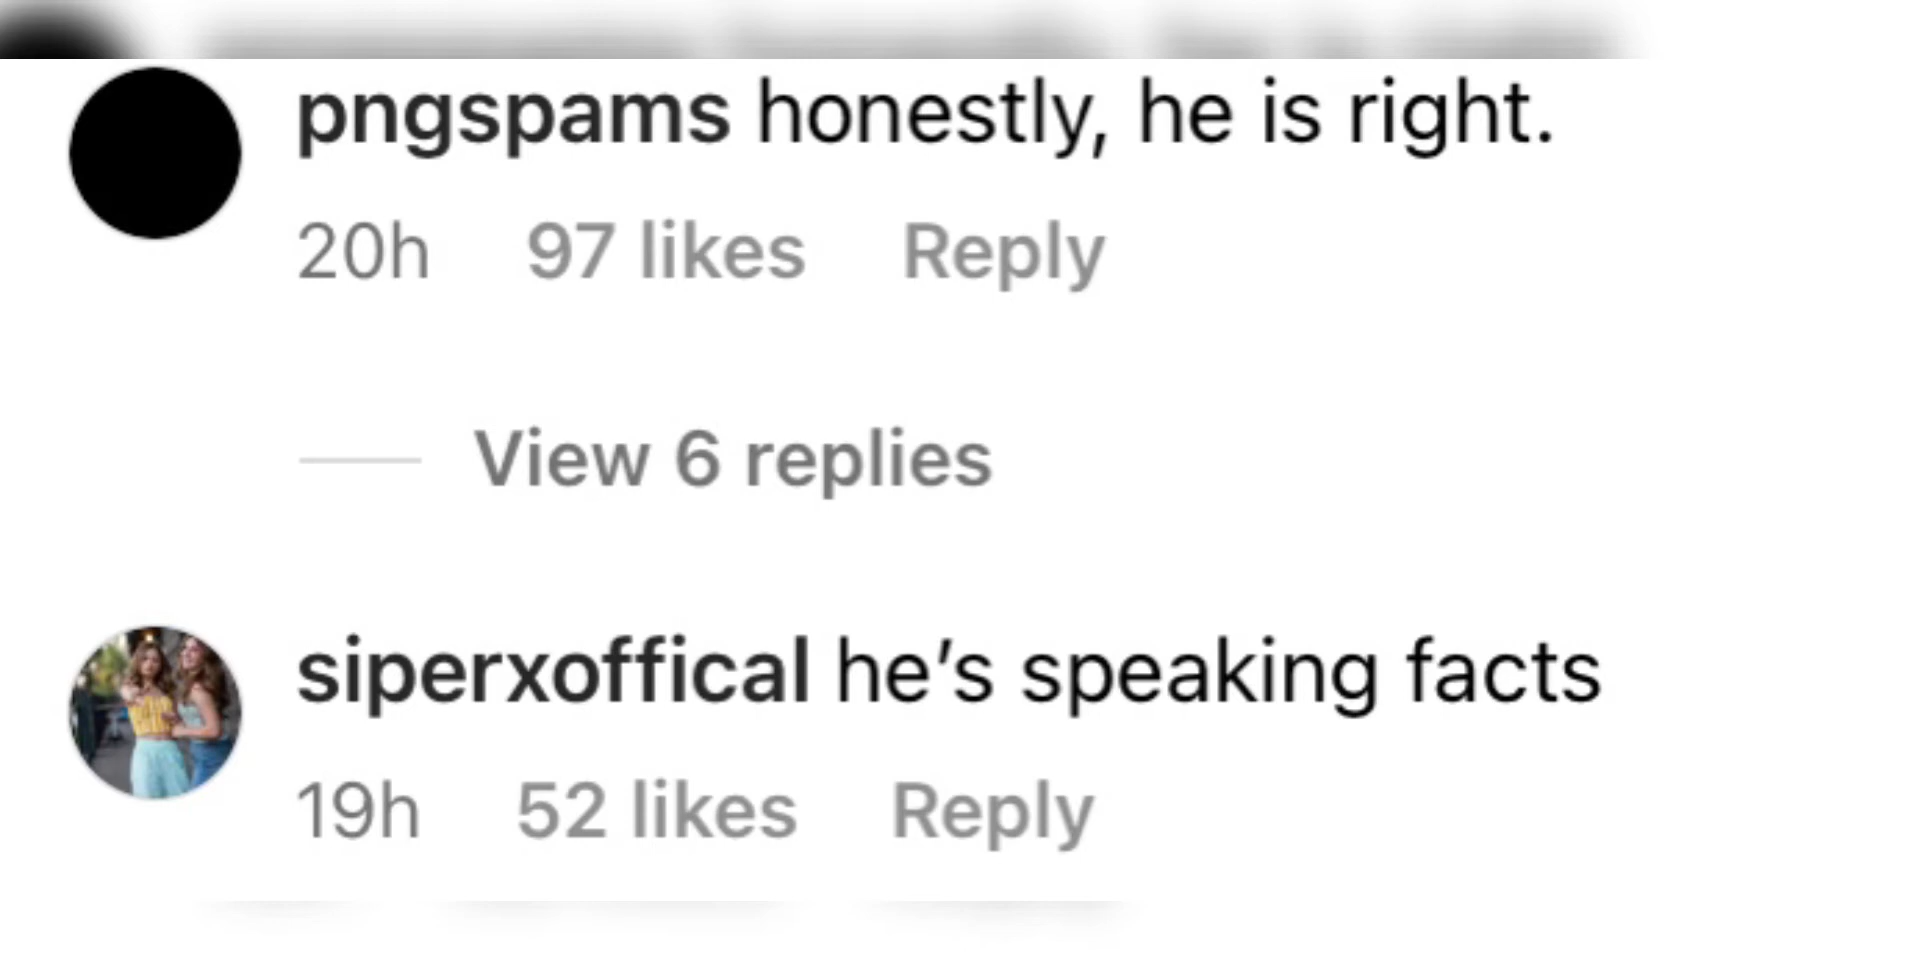 pngspams honestly, he is right.
20h 97 likes Reply
View 6 replies
siperxoffical he’s speaking facts
19h 52 likes Reply